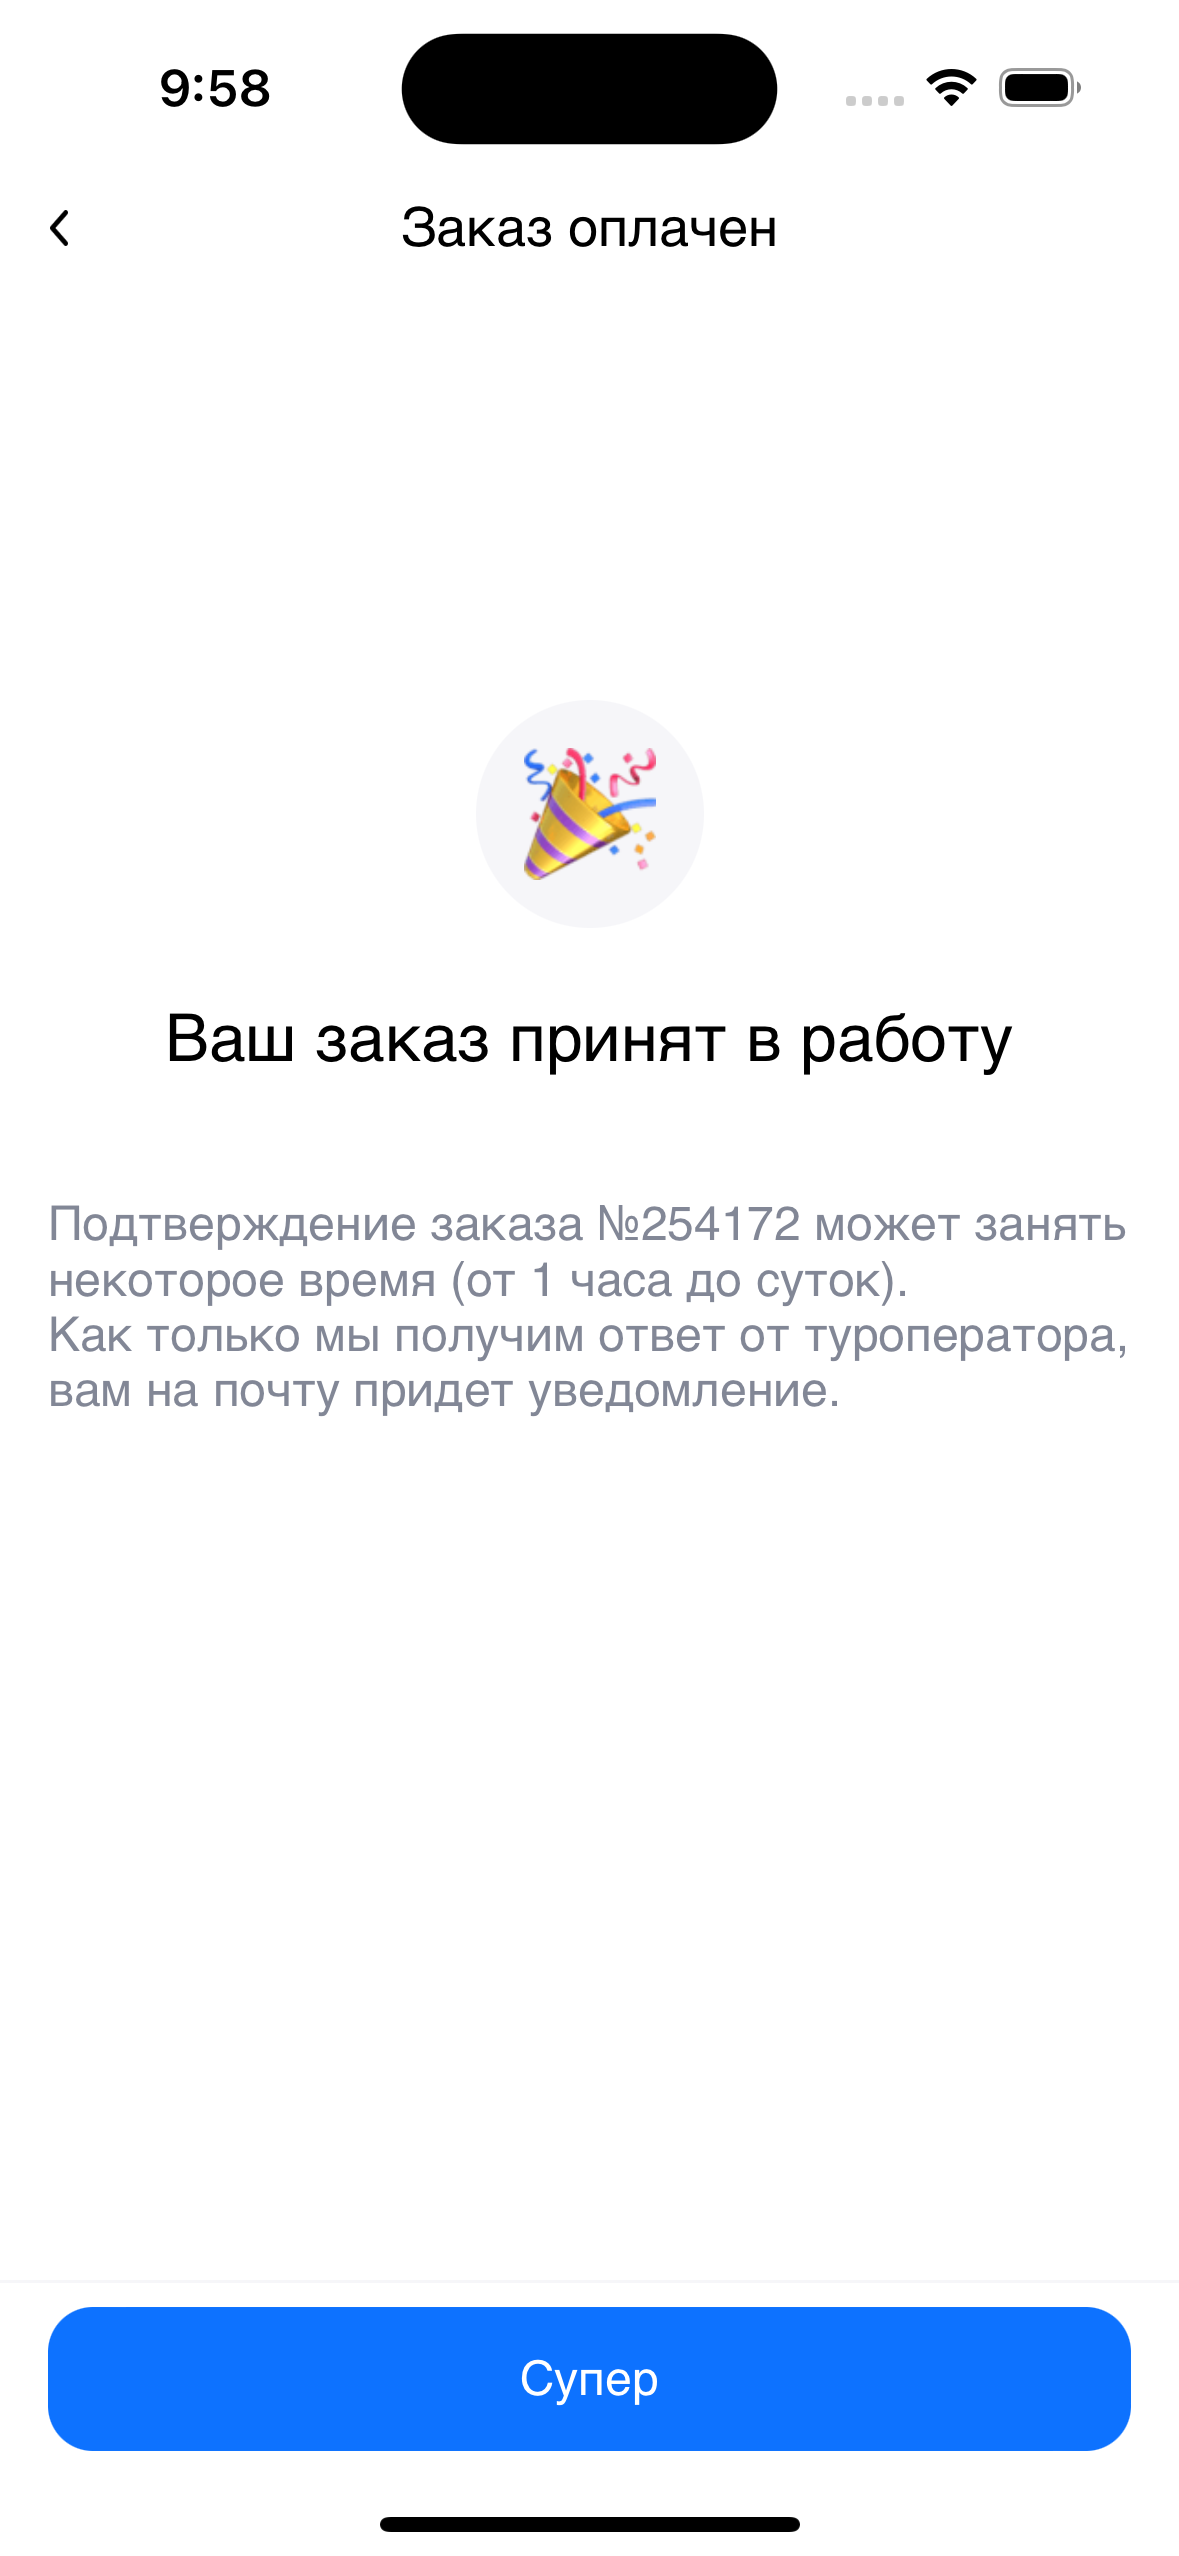 9:58
Заказ оплачен
Ваш заказ принят в работу
Подтверждение заказа №254172 может занять
некоторое время (от 1 часа до суток).
Как только мы получим ответ от туроператора,
вам на почту придет уведомление.
Супер